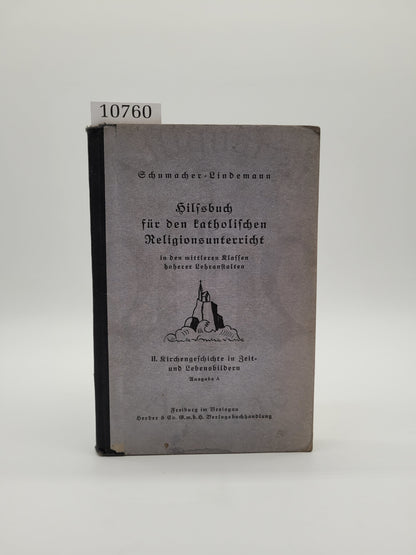 10760
Schumacher-Lindemann
Hilfsbuch
für den katholischen
Religionsunterricht
in den mittleren Klassen
höherer Lehranstalten
II. Kirchengeschichte in Zeit-
und Lebensbildern
Ausgabe A
Freiburg im Breisgau
Herder & Co. G.m.b.H. Verlagsbuchhandlung